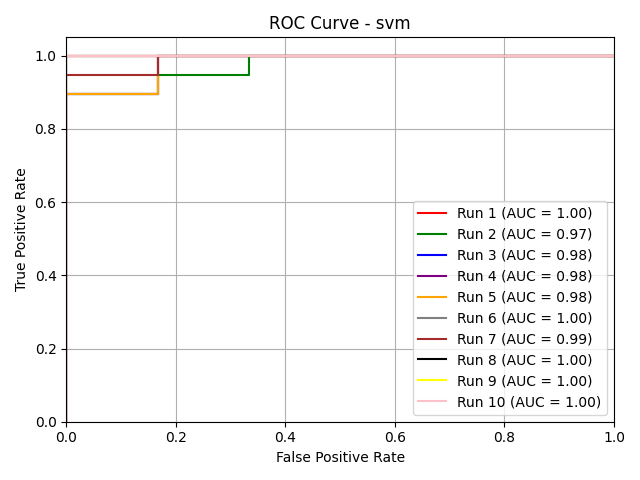 ROC Curve - svm
True Positive Rate
1.0
0.8
0.6
0.4
0.2
0.0
Run 1 (AUC = 1.00)
Run 2 (AUC = 0.97)
Run 3 (AUC = 0.98)
Run 4 (AUC = 0.98)
Run 5 (AUC = 0.98)
Run 6 (AUC = 1.00)
Run 7 (AUC = 0.99)
Run 8 (AUC = 1.00)
Run 9 (AUC = 1.00)
Run 10 (AUC = 1.00)
0.0 0.2 0.4 0.6 0.8 1.0
False Positive Rate